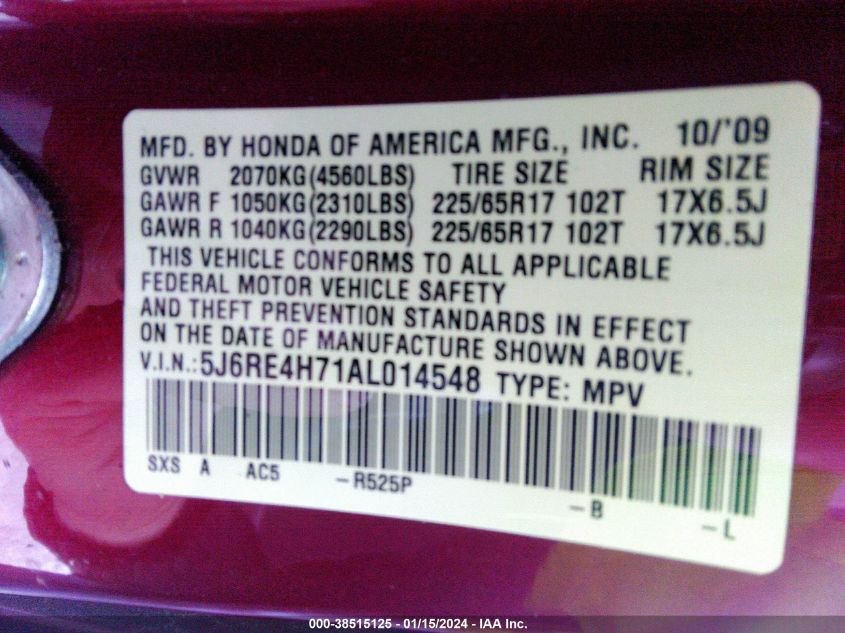 MFD. BY HONDA OF AMERICA MFG., INC. 10/'09
GVWR 2070KG(4560LBS) TIRE SIZE RIM SIZE
GAWR F 1050KG(2310LBS) 225/65R17 102T 17X6.5J
GAWR R 1040KG(2290LBS) 225/65R17 102T 17X6.5J
THIS VEHICLE CONFORMS TO ALL APPLICABLE
FEDERAL MOTOR VEHICLE SAFETY
AND THEFT PREVENTION STANDARDS IN EFFECT
ON THE DATE OF MANUFACTURE SHOWN ABOVE.
V.I.N.:5J6RE4H71AL014548 TYPE: MPV
SXS A AC5 -R525P -B -L
000-38515125 - 01/15/2024 - IAA Inc.